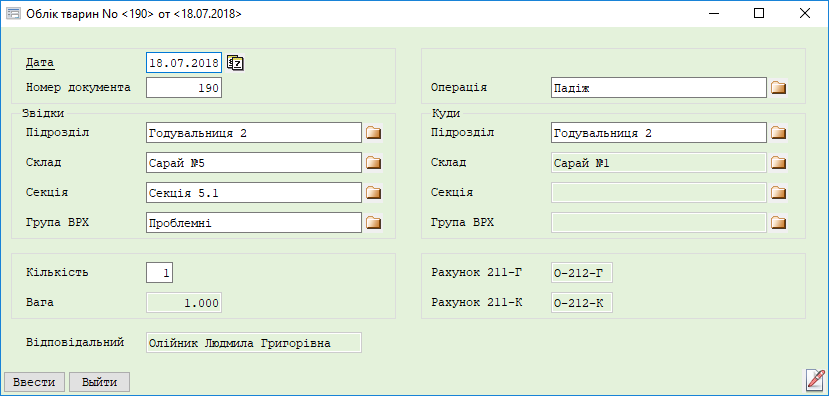 Облік тварин No <190> от <18.07.2018>
Дата 18.07.2018
Номер документа 190 Операція Падіж
Звідки Куди
Підрозділ Годувальниця 2 Підрозділ Годувальниця 2
Склад Сарай №5 Склад Сарай №1
Секція Секція 5.1 Секція
Група ВРХ Проблемні Група ВРХ
Кількість 1 Рахунок 211-Г О-212-Г
Вага 1.000 Рахунок 211-К О-212-К
Відповідальний Олійник Людмила Григорівна
Ввести Выйти